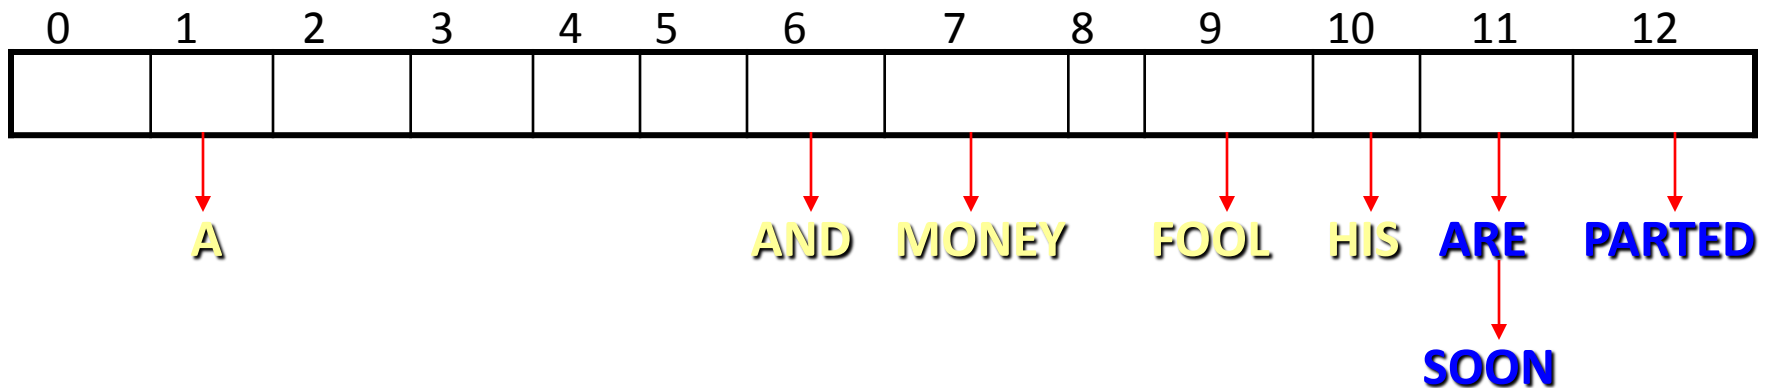 0 1 2 3 4 5 6 7 8 9 10 11 12
A AND MONEY FOOL HIS ARE PARTED
SOON